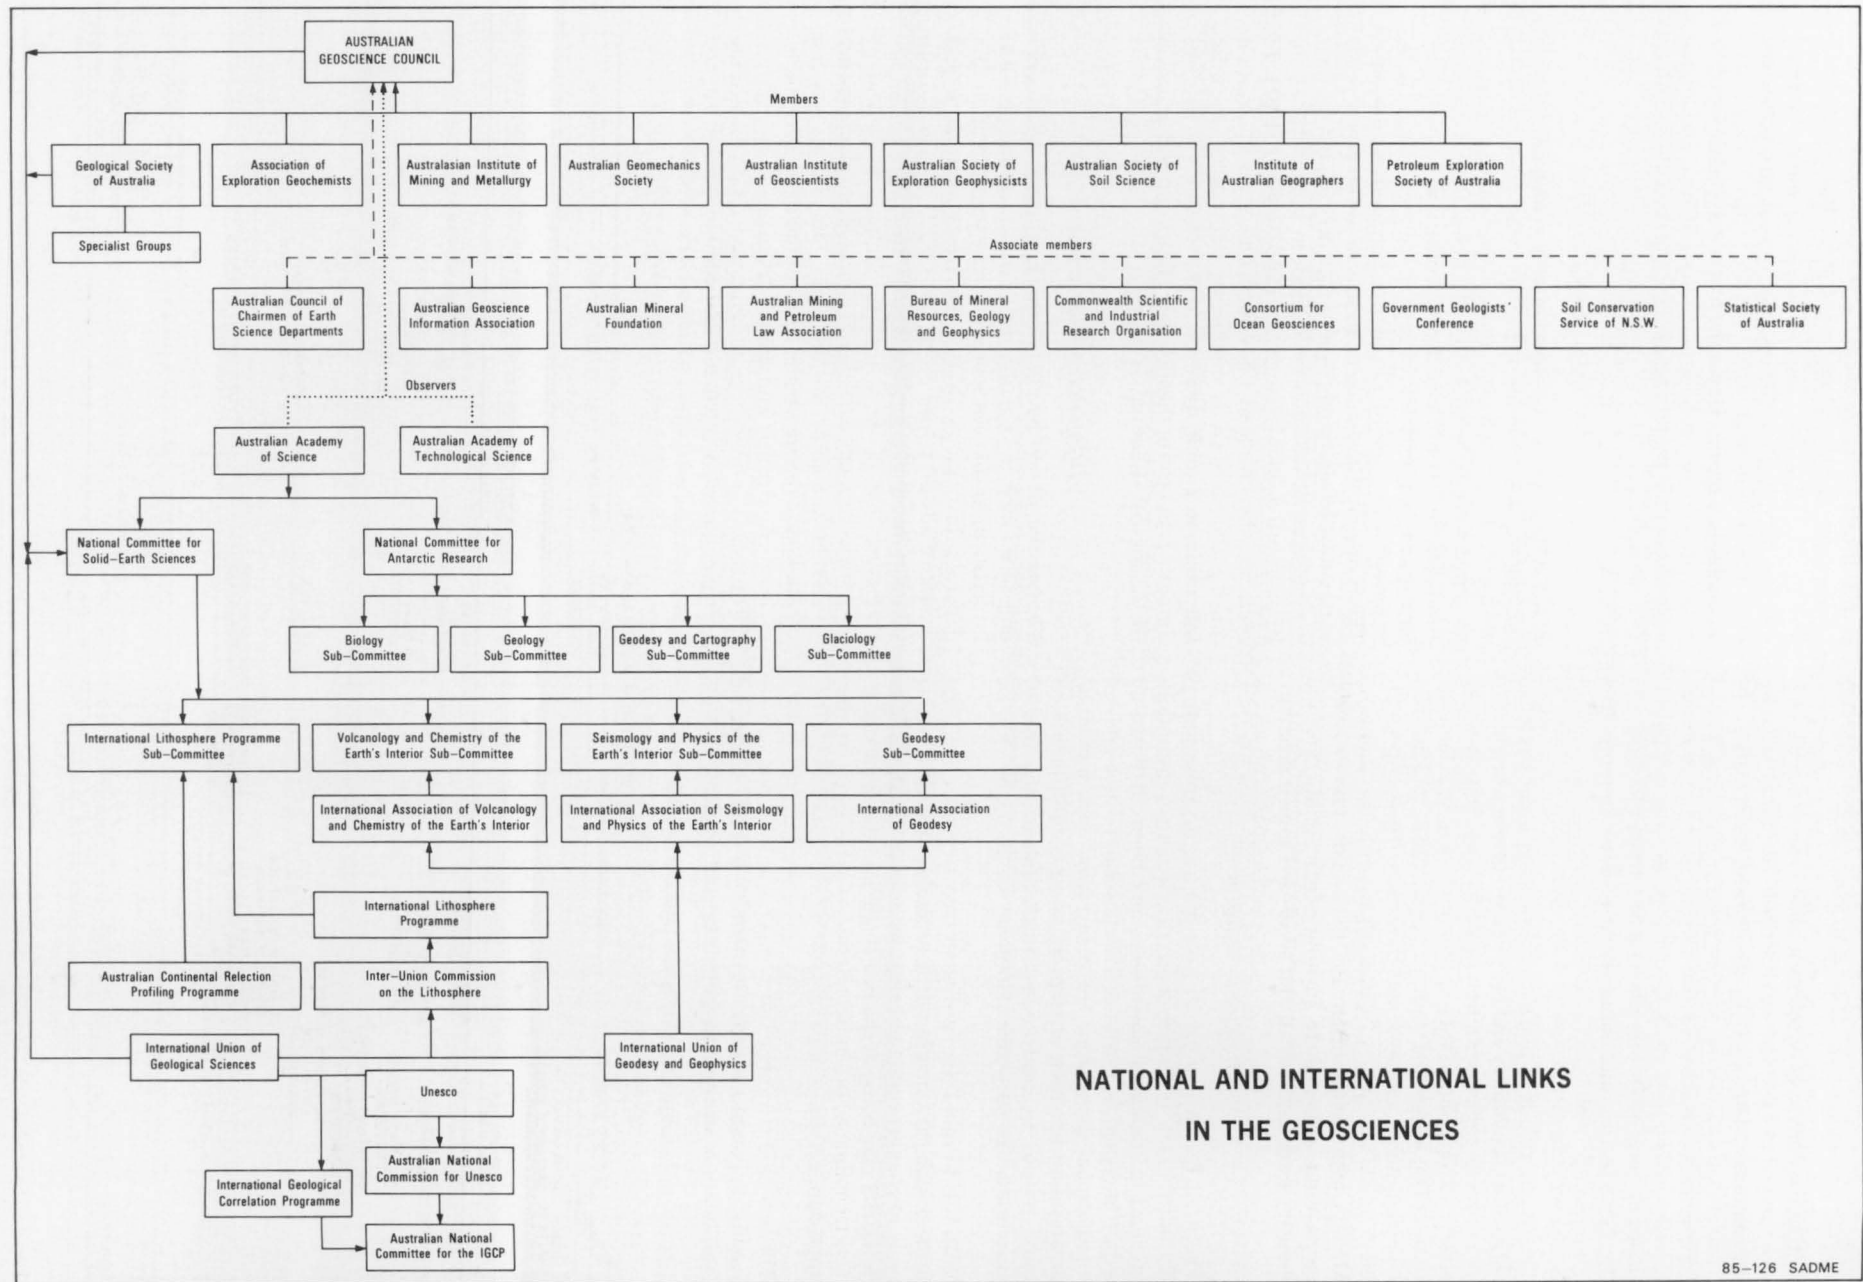 AUSTRALIAN
GEOSCIENCE COUNCIL
Members
Geological Society
of Australia
Association of
Exploration Geochemists
Australasian Institute of
Mining and Metallurgy
Australian Geomechanics
Society
Australian Institute
of Geoscientists
Australian Society of
Exploration Geophysicists
Australian Society of
Soil Science
Institute of
Australian Geographers
Petroleum Exploration
Society of Australia
Specialist Groups
Associate members
Australian Council of
Chairmen of Earth
Science Departments
Australian Geoscience
Information Association
Australian Mineral
Foundation
Australian Mining
and Petroleum
Law Association
Bureau of Mineral
Resources, Geology
and Geophysics
Commonwealth Scientific
and Industrial
Research Organisation
Consortium for
Ocean Geosciences
Government Geologists'
Conference
Soil Conservation
Service of N.S.W.
Statistical Society
of Australia
Observers
Australian Academy
of Science
Australian Academy of
Technological Science
National Committee for
Solid-Earth Sciences
National Committee for
Antarctic Research
Biology
Sub-Committee
Geology
Sub-Committee
Geodesy and Cartography
Sub-Committee
Glaciology
Sub-Committee
International Lithosphere Programme
Sub-Committee
Volcanology and Chemistry of the
Earth's Interior Sub-Committee
Seismology and Physics of the
Earth's Interior Sub-Committee
Geodesy
Sub-Committee
International Association of Volcanology
and Chemistry of the Earth's Interior
International Association of Seismology
and Physics of the Earth's Interior
International Association
of Geodesy
International Lithosphere
Programme
Australian Continental Relection
Profiling Programme
Inter-Union Commission
on the Lithosphere
International Union of
Geological Sciences
International Union of
Geodesy and Geophysics
Unesco
Australian National
Commission for Unesco
International Geological
Correlation Programme
Australian National
Committee for the IGCP
NATIONAL AND INTERNATIONAL LINKS
IN THE GEOSCIENCES
85-126 SADME